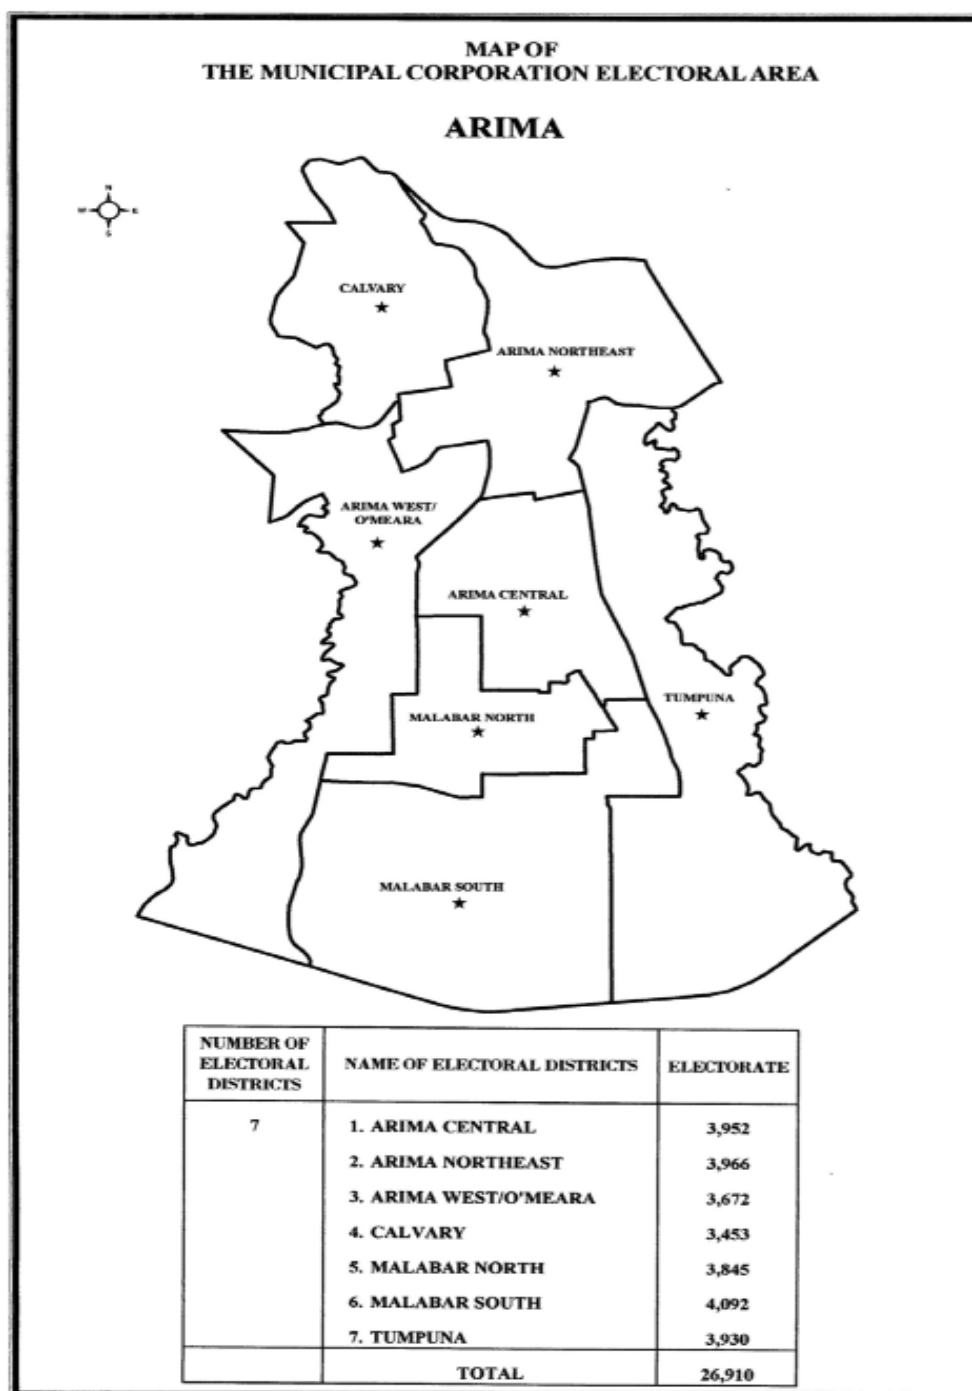 MAP OF
THE MUNICIPAL CORPORATION ELECTORAL AREA
ARIMA
N
W E
S
CALVARY
ARIMA NORTHEAST
ARIMA WEST/
O'MEARA
ARIMA CENTRAL
TUMPUNA
MALABAR NORTH
MALABAR SOUTH
NUMBER OF
ELECTORAL
DISTRICTS
NAME OF ELECTORAL DISTRICTS
ELECTORATE
7
1. ARIMA CENTRAL 3,952
2. ARIMA NORTHEAST 3,966
3. ARIMA WEST/O'MEARA 3,672
4. CALVARY 3,453
5. MALABAR NORTH 3,845
6. MALABAR SOUTH 4,092
7. TUMPUNA 3,930
TOTAL 26,910